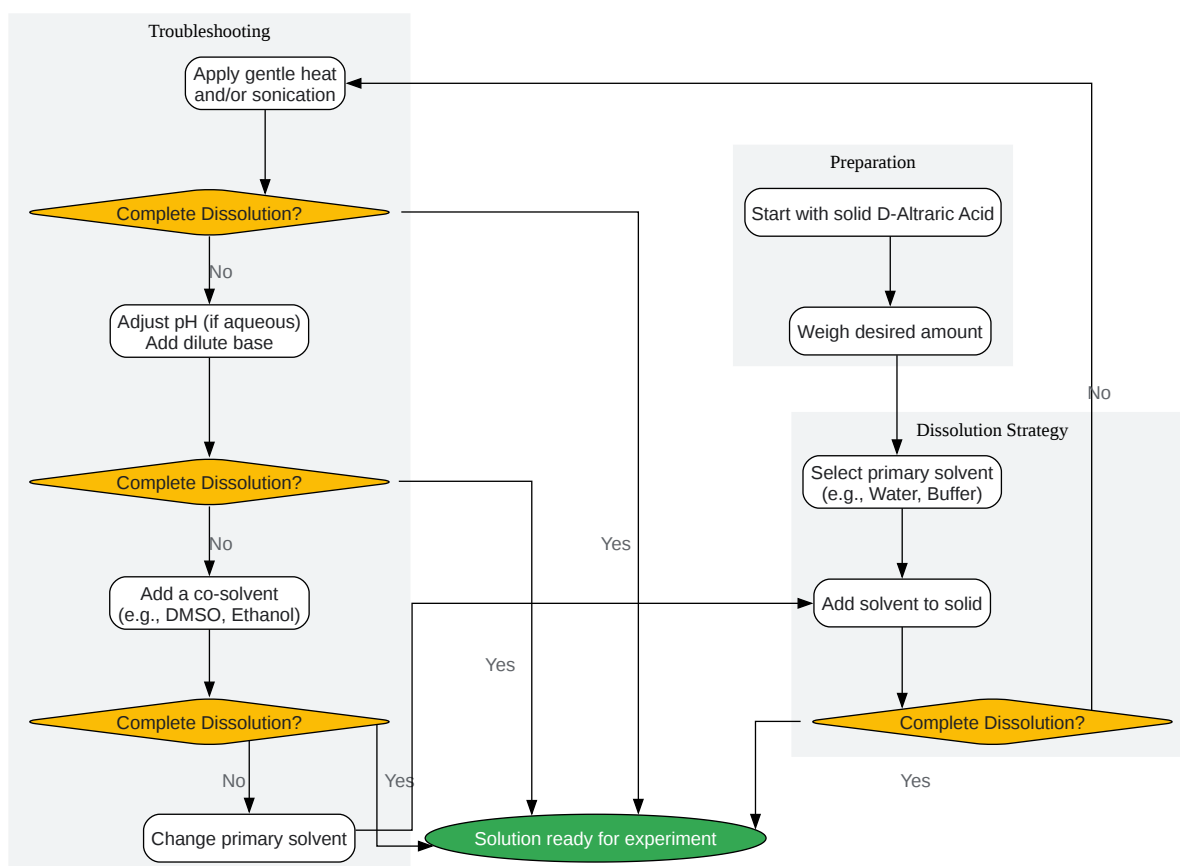 Troubleshooting
Apply gentle heat
and/or sonication
Complete Dissolution?
No
Adjust pH (if aqueous)
Add dilute base
Complete Dissolution?
No
Yes
Add a co-solvent
(e.g., DMSO, Ethanol)
Yes
Complete Dissolution?
No
Yes
Change primary solvent
Solution ready for experiment
Preparation
Start with solid D-Altraric Acid
Weigh desired amount
No
Dissolution Strategy
Select primary solvent
(e.g., Water, Buffer)
Add solvent to solid
Complete Dissolution?
Yes